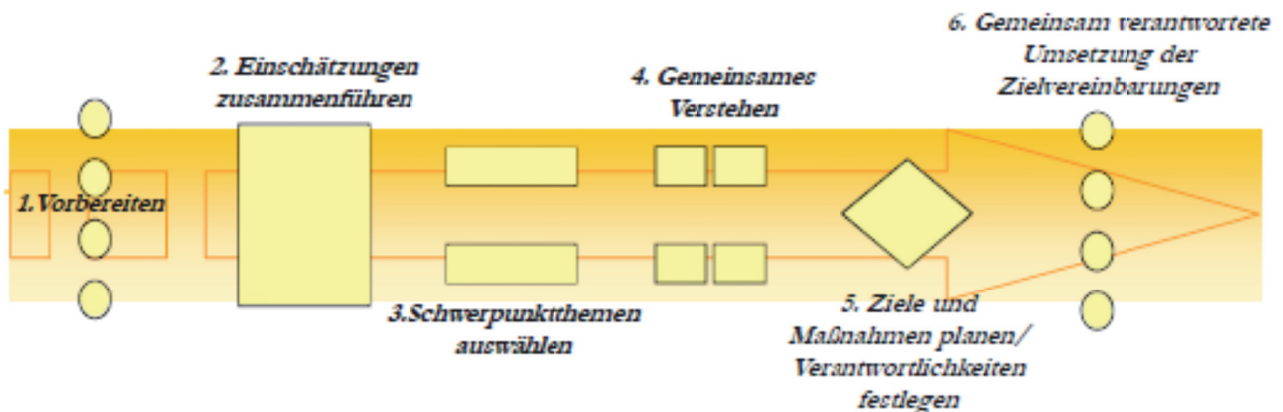 1.Vorbereiten
2. Einschätzungen
zusammenführen
3.Schwerpunktthemen
auswählen
4. Gemeinsames
Verstehen
5. Ziele und
Maßnahmen planen/
Verantwortlichkeiten
festlegen
6. Gemeinsam verantwortete
Umsetzung der
Zielvereinbarungen